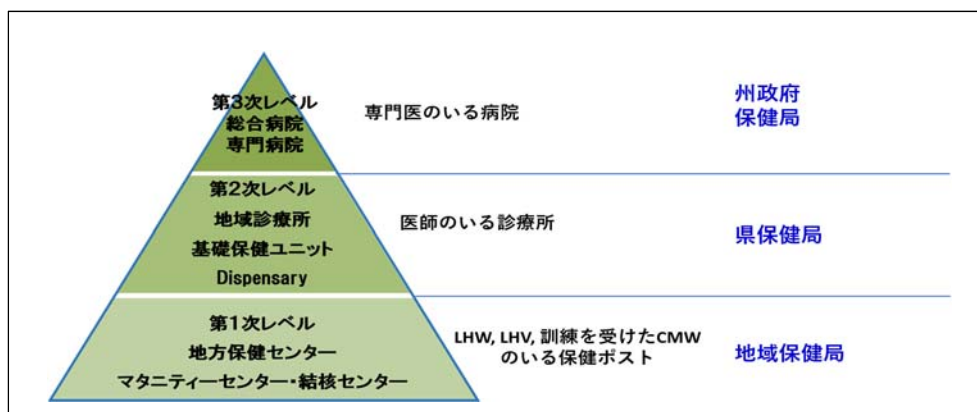 第3次レベル
総合病院
専門病院
専門医のいる病院
州政府
保健局
第2次レベル
地域診療所
基礎保健ユニット
Dispensary
医師のいる診療所
県保健局
第1次レベル
地方保健センター
マタニティーセンター・結核センター
LHW, LHV, 訓練を受けたCMW
のいる保健ポスト
地域保健局